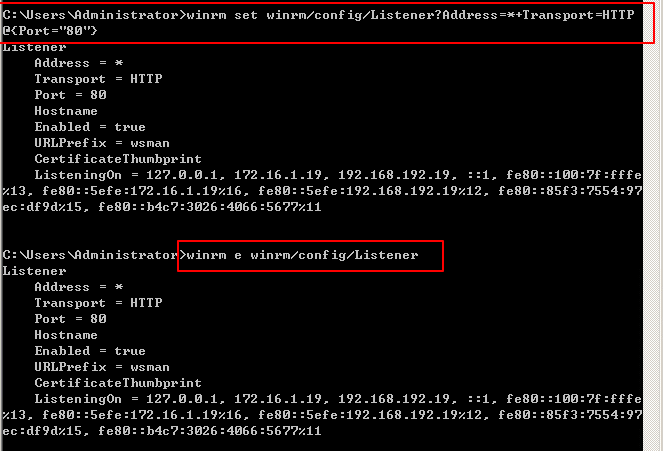 C:\Users\Administrator>winrm set winrm/config/Listener?Address=*+Transport=HTTP
@{Port="80"}
Listener
    Address = *
    Transport = HTTP
    Port = 80
    Hostname
    Enabled = true
    URLPrefix = wsman
    CertificateThumbprint
    ListeningOn = 127.0.0.1, 172.16.1.19, 192.168.192.19, ::1, fe80::100:7f:fffe
%13, fe80::5efe:172.16.1.19%16, fe80::5efe:192.168.192.19%12, fe80::85f3:7554:97
ec:df9d%15, fe80::b4c7:3026:4066:5677%11
C:\Users\Administrator>winrm e winrm/config/Listener
Listener
    Address = *
    Transport = HTTP
    Port = 80
    Hostname
    Enabled = true
    URLPrefix = wsman
    CertificateThumbprint
    ListeningOn = 127.0.0.1, 172.16.1.19, 192.168.192.19, ::1, fe80::100:7f:fffe
%13, fe80::5efe:172.16.1.19%16, fe80::5efe:192.168.192.19%12, fe80::85f3:7554:97
ec:df9d%15, fe80::b4c7:3026:4066:5677%11